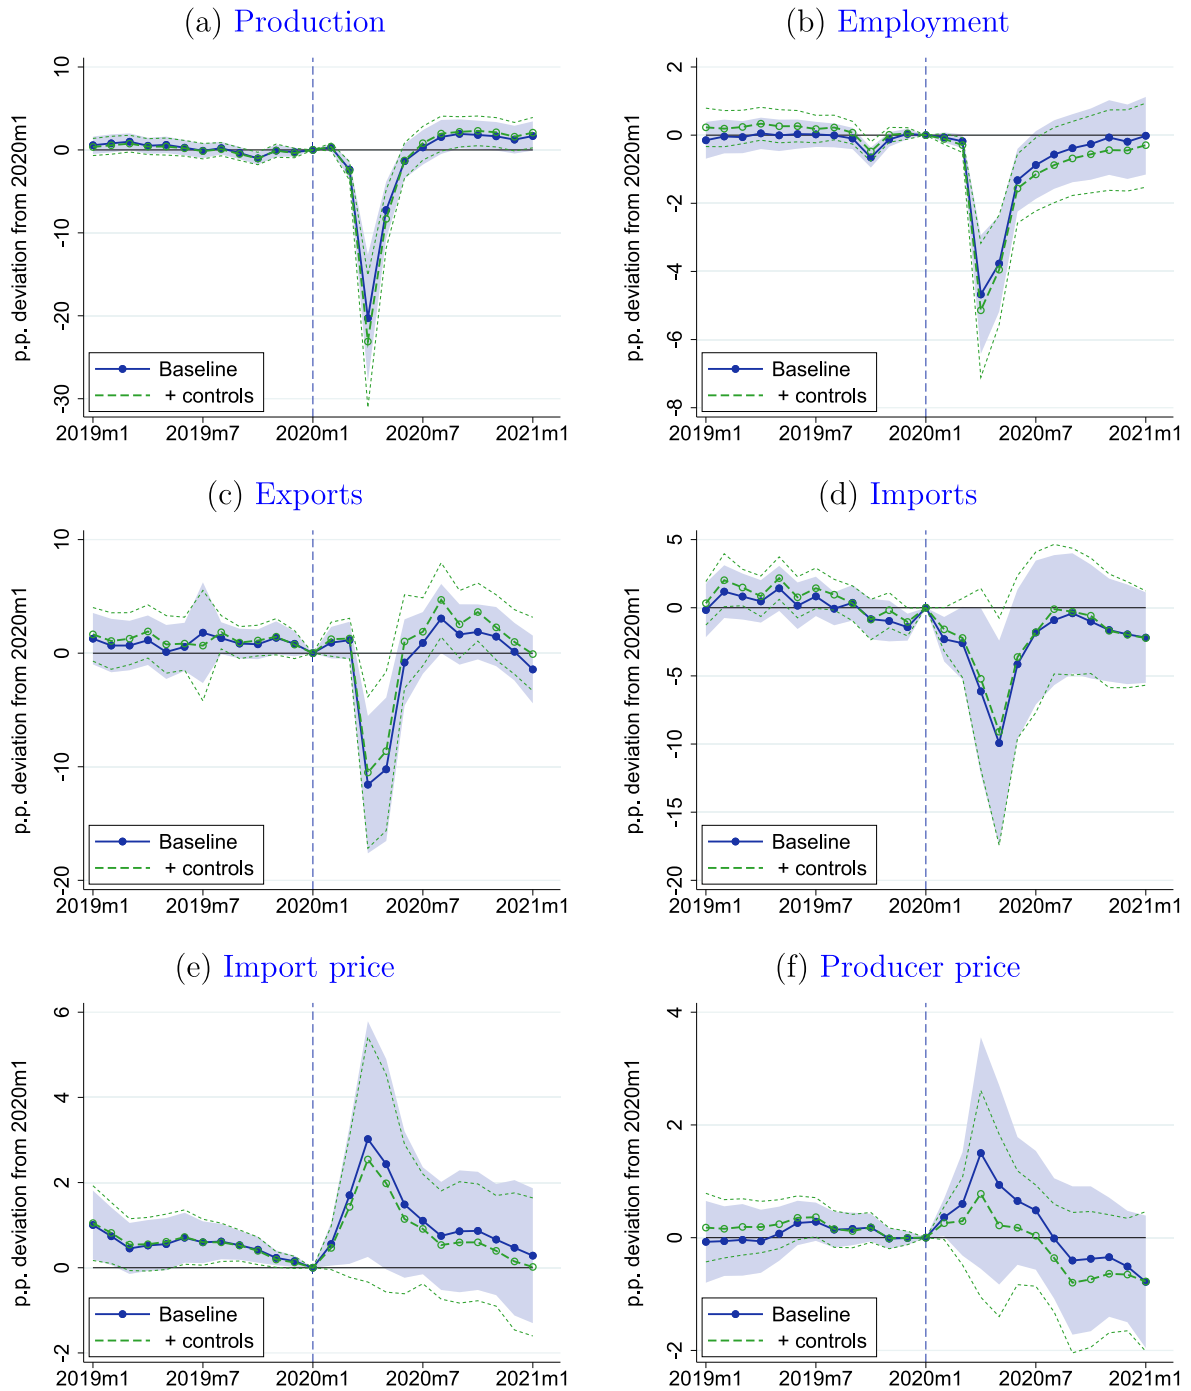 (a) Production
p.p. deviation from 2020m1
10
0
-10
-20
-30
Baseline
+ controls
2019m1 2019m7 2020m1 2020m7 2021m1
(b) Employment
p.p. deviation from 2020m1
2
0
-2
-4
-6
-8
Baseline
+ controls
2019m1 2019m7 2020m1 2020m7 2021m1
(c) Exports
p.p. deviation from 2020m1
10
0
-10
-20
Baseline
+ controls
2019m1 2019m7 2020m1 2020m7 2021m1
(d) Imports
p.p. deviation from 2020m1
5
0
-5
-10
-15
-20
Baseline
+ controls
2019m1 2019m7 2020m1 2020m7 2021m1
(e) Import price
p.p. deviation from 2020m1
6
4
2
0
-2
Baseline
+ controls
2019m1 2019m7 2020m1 2020m7 2021m1
(f) Producer price
p.p. deviation from 2020m1
4
2
0
-2
Baseline
+ controls
2019m1 2019m7 2020m1 2020m7 2021m1